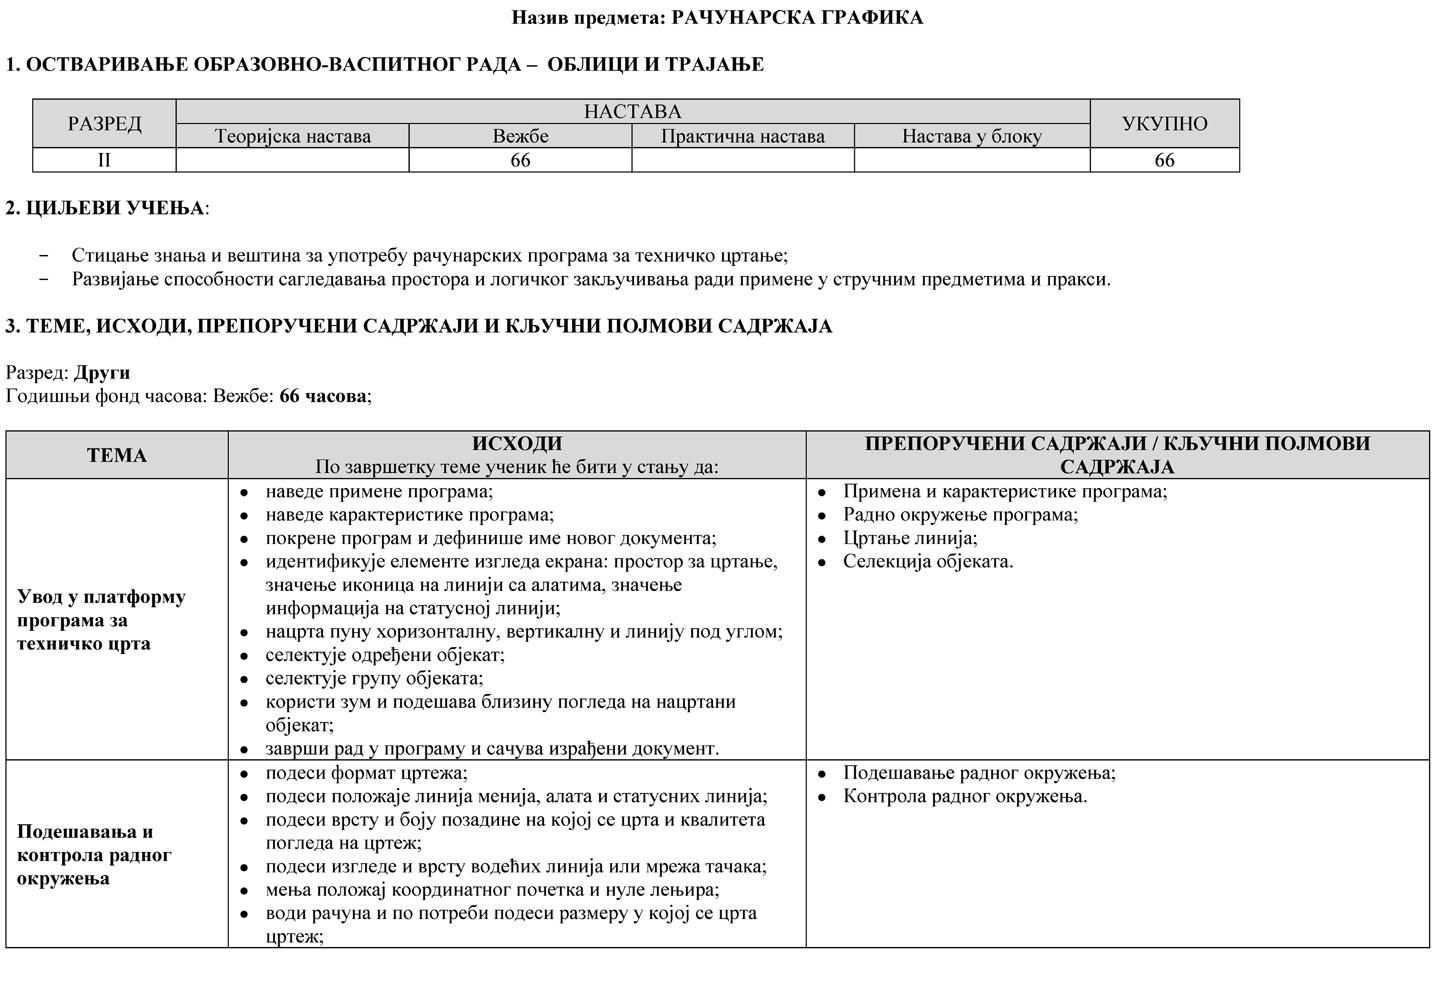 Назив предмета: РАЧУНАРСКА ГРАФИКА
1. ОСТВАРИВАЊЕ ОБРАЗОВНО-ВАСПИТНОГ РАДА – ОБЛИЦИ И ТРАЈАЊЕ
РАЗРЕД
НАСТАВА
УКУПНО
Теоријска настава
Вежбе
Практична настава
Настава у блоку
II
66
66
2. ЦИЉЕВИ УЧЕЊА:
– Стицање знања и вештина за употребу рачунарских програма за техничко цртање;
– Развијање способности сагледавања простора и логичког закључивања ради примене у стручним предметима и пракси.
3. ТЕМЕ, ИСХОДИ, ПРЕПОРУЧЕНИ САДРЖАЈИ И КЉУЧНИ ПОЈМОВИ САДРЖАЈА
Разред: Други
Годишњи фонд часова: Вежбе: 66 часова;
ТЕМА
ИСХОДИ
По завршетку теме ученик ће бити у стању да:
ПРЕПОРУЧЕНИ САДРЖАЈИ / КЉУЧНИ ПОЈМОВИ
САДРЖАЈА
Увод у платформу
програма за
техничко црта
• наведе примене програма;
• наведе карактеристике програма;
• покрене програм и дефинише име новог документа;
• идентификује елементе изгледа екрана: простор за цртање,
значење иконица на линији са алатима, значење
информација на статусној линији;
• нацрта пуну хоризонталну, вертикалну и линију под углом;
• селектује одређени објекат;
• селектује групу објеката;
• користи зум и подешава близину погледа на нацртани
објекат;
• заврши рад у програму и сачува израђени документ.
• Примена и карактеристике програма;
• Радно окружење програма;
• Цртање линија;
• Селекција објеката.
Подешавања и
контрола радног
окружења
• подеси формат цртежа;
• подеси положаје линија менија, алата и статусних линија;
• подеси врсту и боју позадине на којој се црта и квалитета
погледа на цртеж;
• подеси изгледе и врсту водећих линија или мрежа тачака;
• мења положај координатног почетка и нуле лењира;
• води рачуна и по потреби подеси размеру у којој се црта
цртеж;
• Подешавање радног окружења;
• Контрола радног окружења.